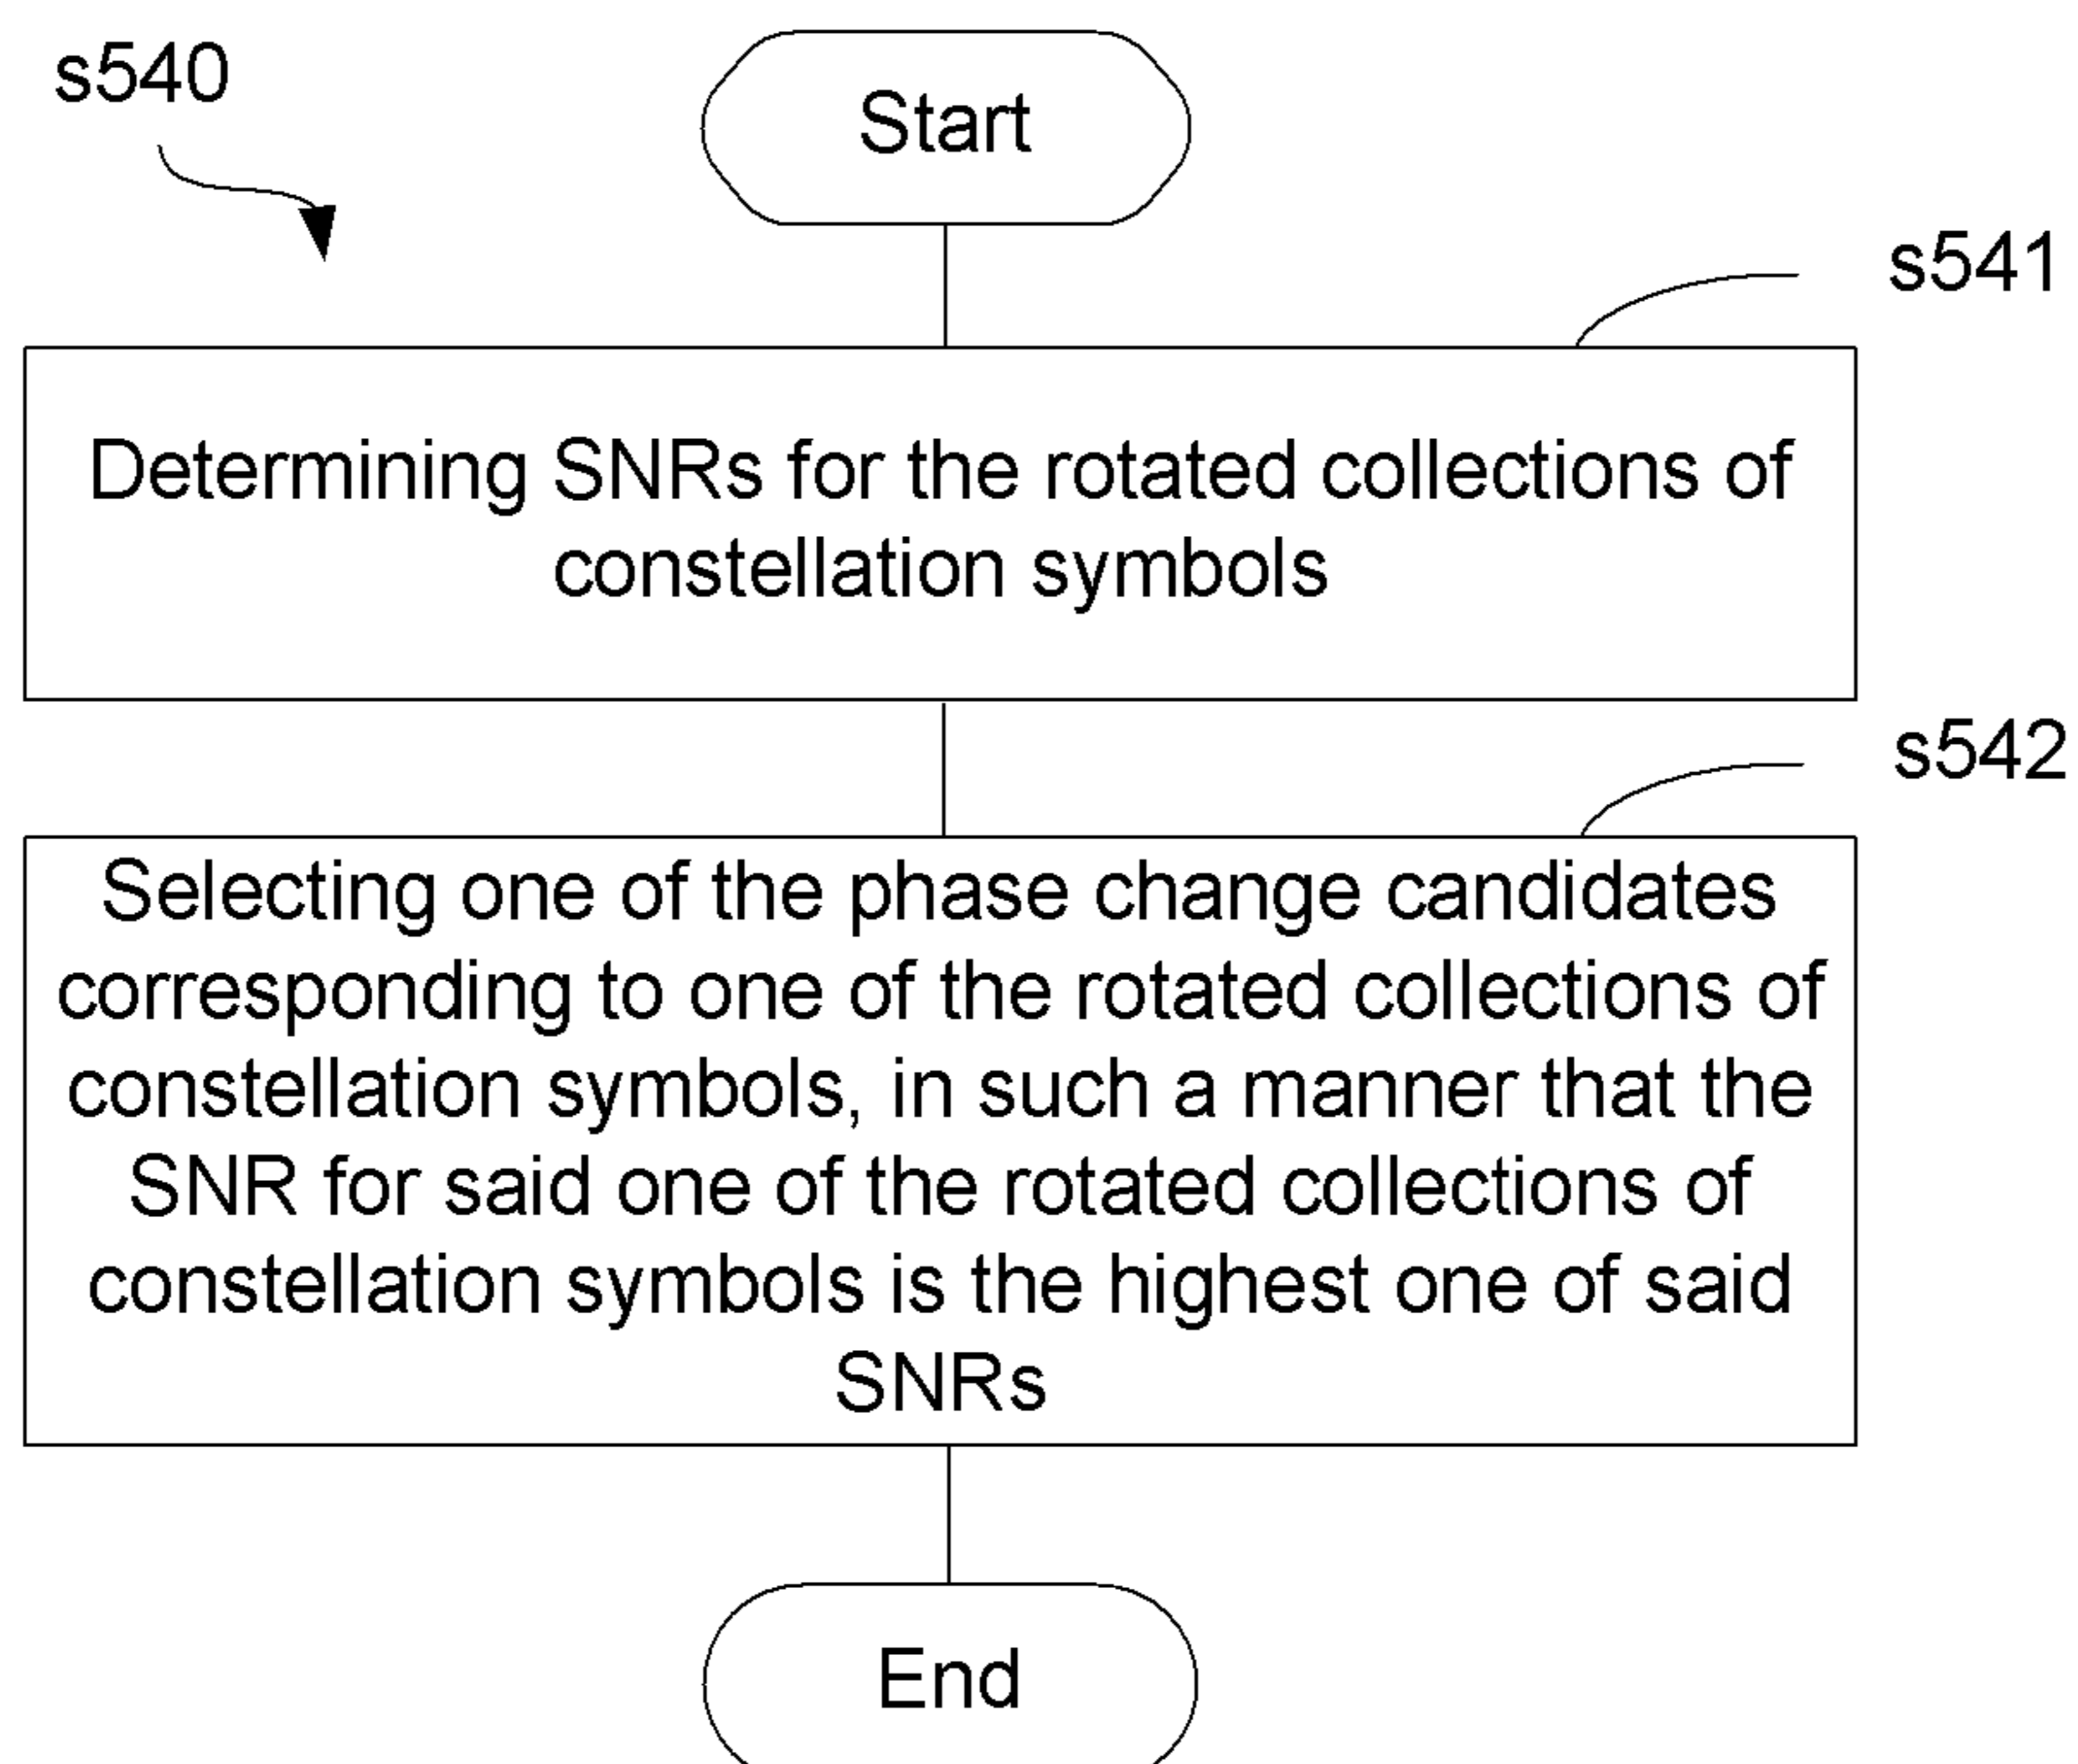 s540
Start
s541
Determining SNRs for the rotated collections of
constellation symbols
s542
Selecting one of the phase change candidates
corresponding to one of the rotated collections of
constellation symbols, in such a manner that the
SNR for said one of the rotated collections of
constellation symbols is the highest one of said
SNRs
End